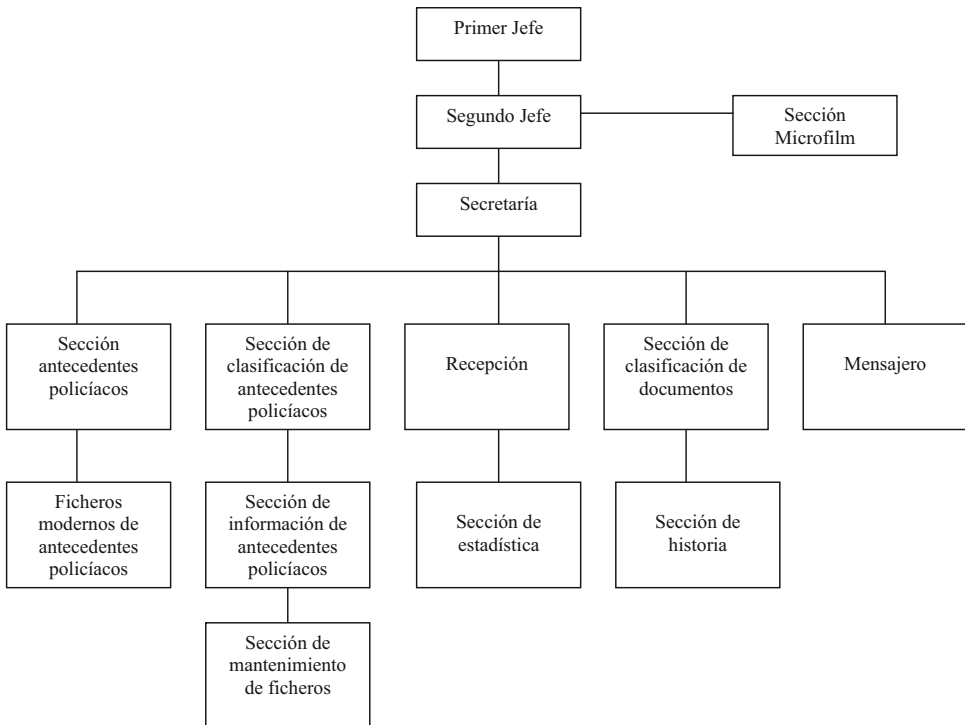 Primer Jefe
Segundo Jefe
Sección
Microfilm
Secretaría
Sección
antecedentes
policíacos
Sección de
clasificación de
antecedentes
policíacos
Recepción
Sección de
clasificación de
documentos
Mensajero
Ficheros
modernos de
antecedentes
policíacos
Sección de
información de
antecedentes
policíacos
Sección de
estadística
Sección de
historia
Sección de
mantenimiento
de ficheros